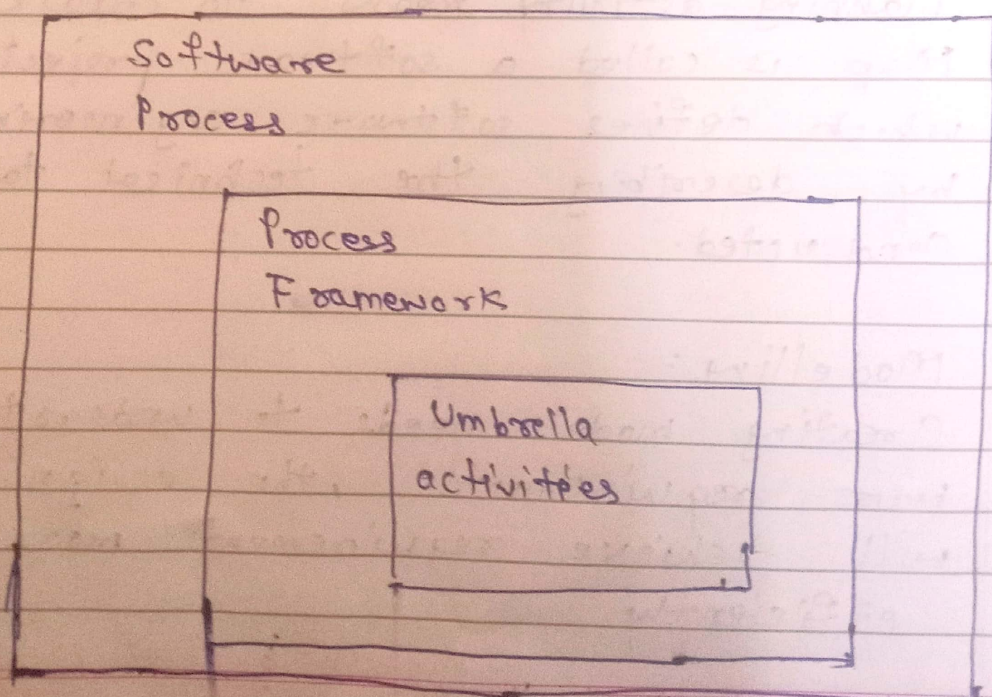 Software
Process
Process
Framework
Umbrella
activities